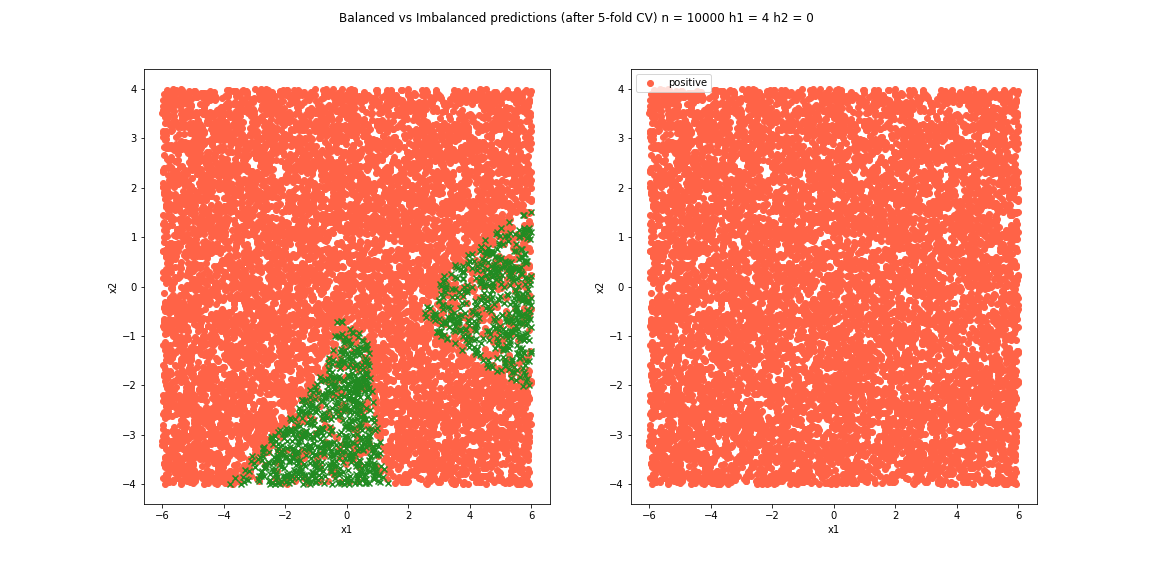 Balanced vs Imbalanced predictions (after 5-fold CV) n = 10000 h1 = 4 h2 = 0
4
3
2
1
0
−1
−2
−3
−4
x2
−6 −4 −2 0 2 4 6
x1
positive
4
3
2
1
0
−1
−2
−3
−4
x2
−6 −4 −2 0 2 4 6
x1